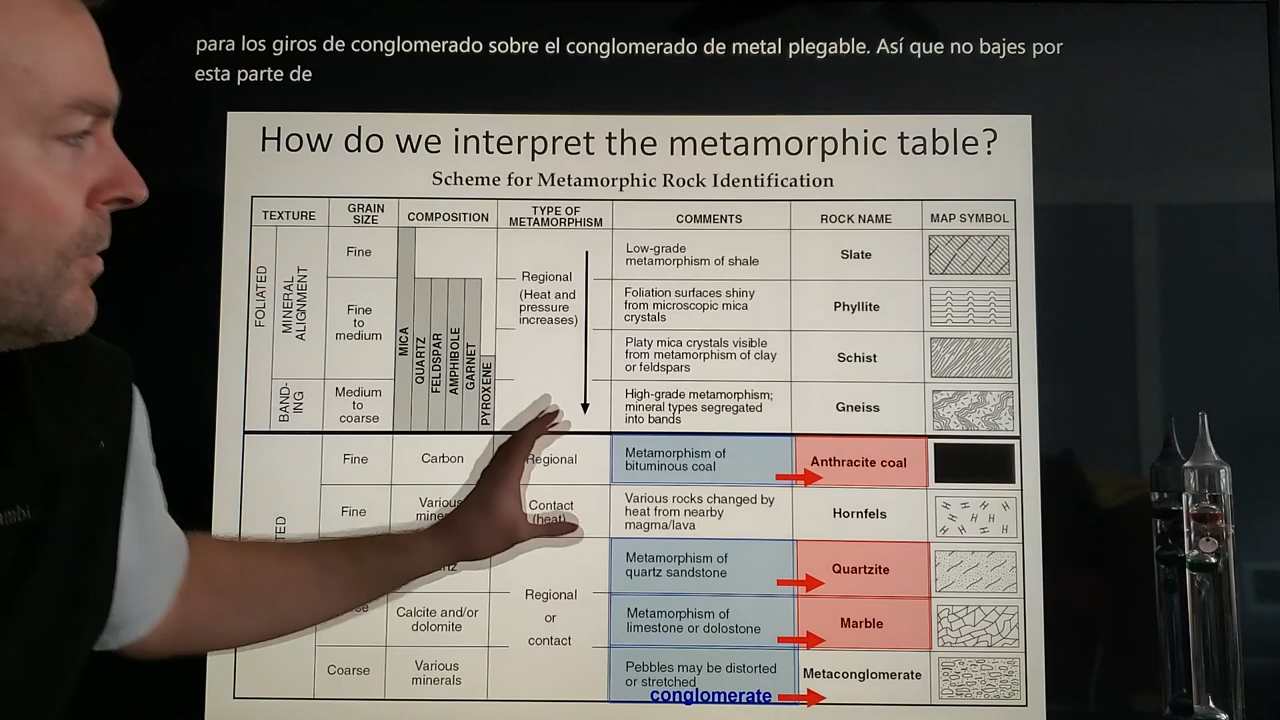 para los giros de conglomerado sobre el conglomerado de metal plegable. Así que no bajes por
esta parte de
How do we interpret the metamorphic table?
Scheme for Metamorphic Rock Identification
TEXTURE
GRAIN
SIZE
COMPOSITION
TYPE OF
METAMORPHISM
COMMENTS
ROCK NAME
MAP SYMBOL
FOLIATED
MINERAL
ALIGNMENT
Fine
MICA
QUARTZ
FELDSPAR
AMPHIBOLE
GARNET
PYROXENE
Regional
(Heat and
pressure
increases)
Low-grade
metamorphism of shale
Slate
Fine
to
medium
Foliation surfaces shiny
from microscopic mica
crystals
Phyllite
Platy mica crystals visible
from metamorphism of clay
or feldspars
Schist
BAND-
ING
Medium
to
coarse
High-grade metamorphism;
mineral types segregated
into bands
Gneiss
Fine
Carbon
Regional
Metamorphism of
bituminous coal
Anthracite coal
Fine
Various
Contact
(heat)
Various rocks changed by
heat from nearby
magma/lava
Hornfels
Metamorphism of
quartz sandstone
Quartzite
Regional
or
contact
Calcite and/or
dolomite
Metamorphism of
limestone or dolostone
Marble
Coarse
Various
minerals
Pebbles may be distorted
or stretched
conglomerate
Metaconglomerate